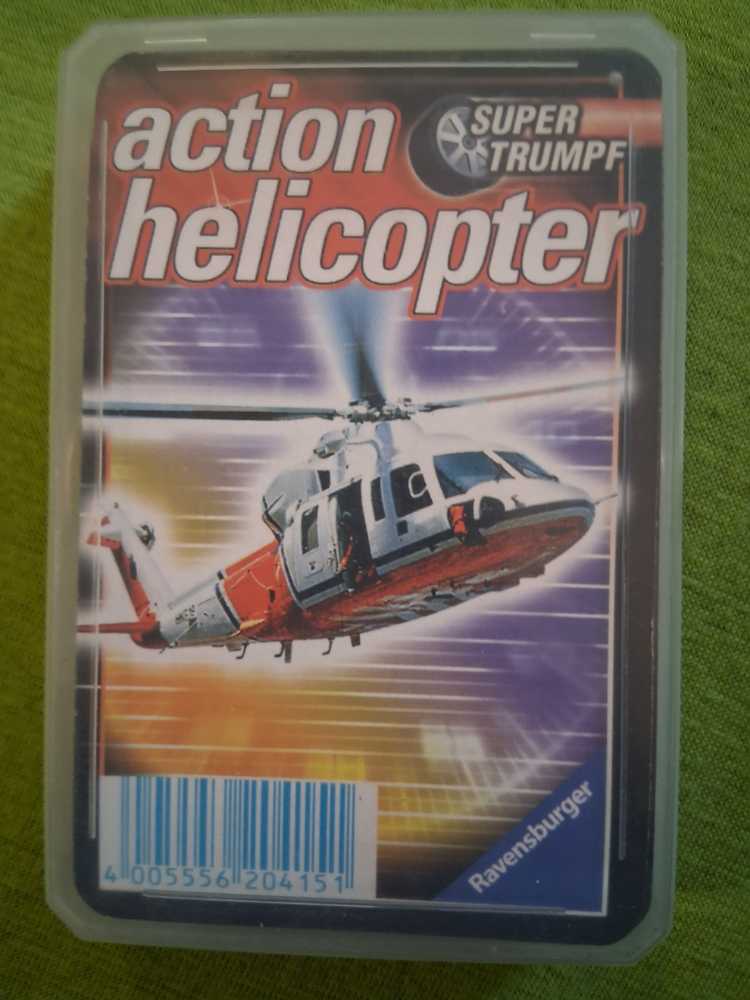 action
SUPER
TRUMPF
helicopter
4 005556 204151
Ravensburger